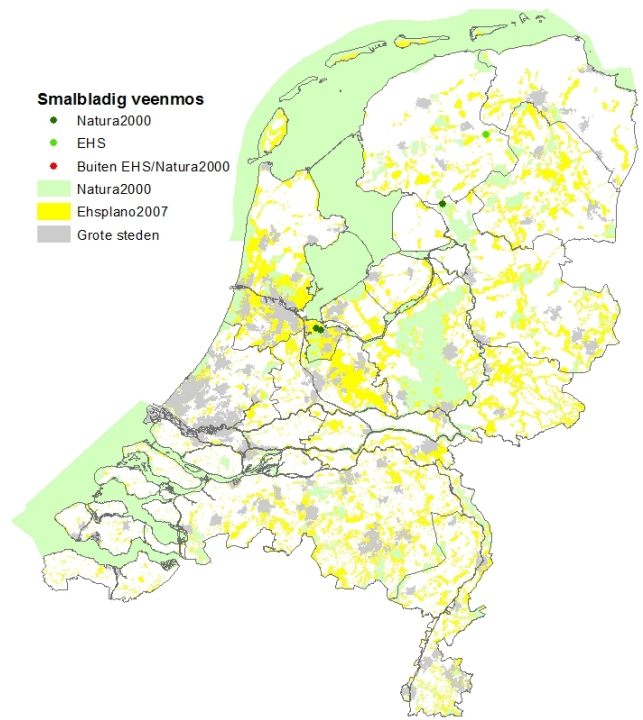 Smalbladig veenmos
Natura2000
EHS
Buiten EHS/Natura2000
Natura2000
Ehsplano2007
Grote steden